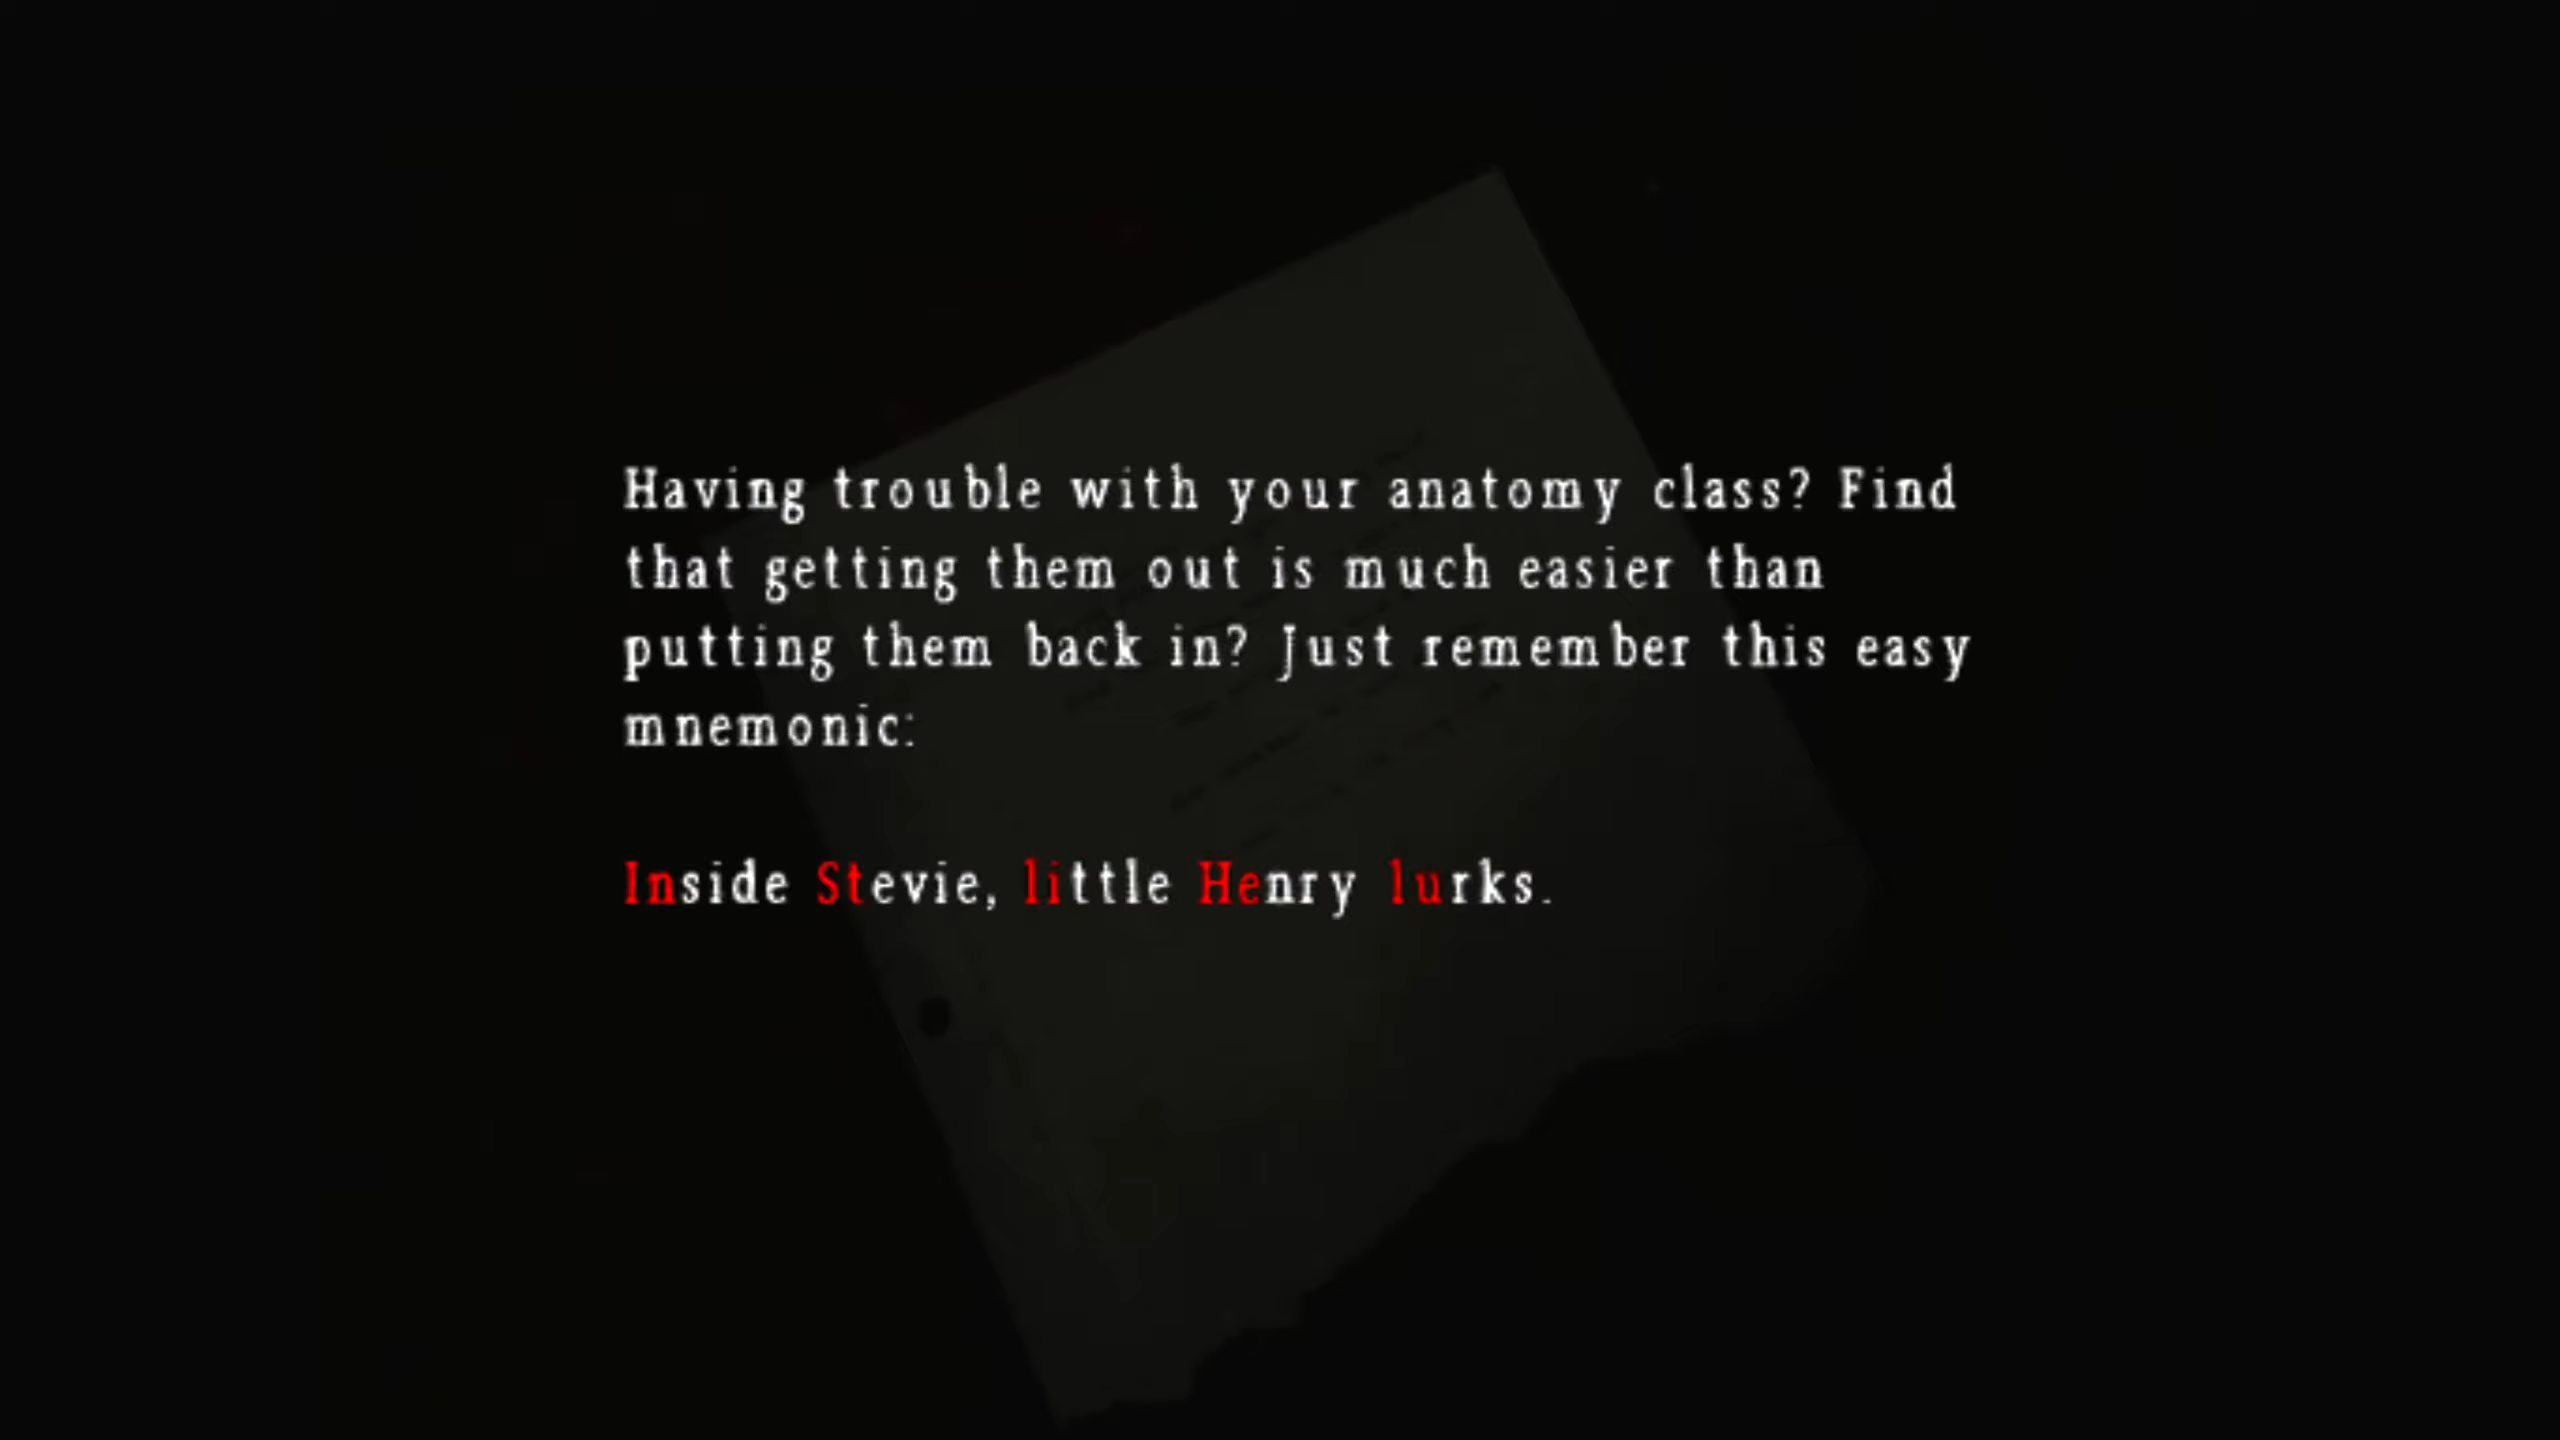 Having trouble with your anatomy class? Find
that getting them out is much easier than
putting them back in? Just remember this easy
mnemonic:
Inside Stevie, little Henry lurks.